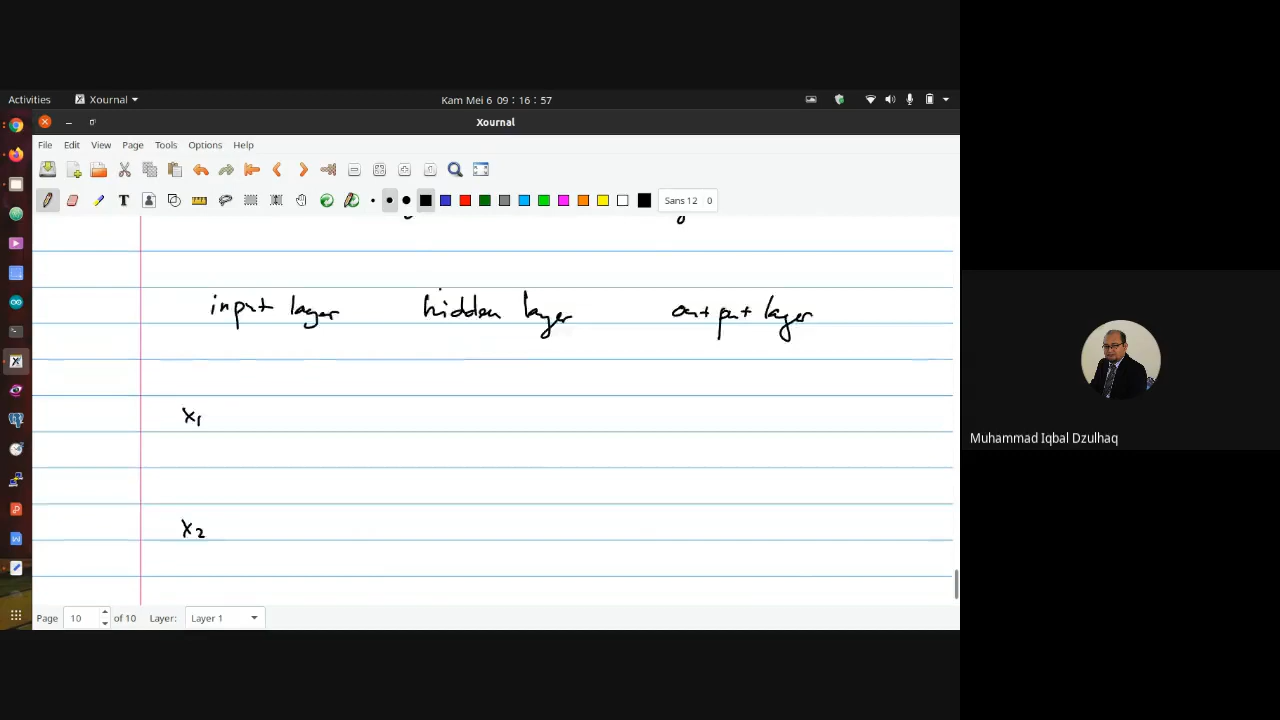 Activities Xournal Kam Mei 6 09:16:57
Xournal
File Edit View Page Tools Options Help
Sans 12 0
input layer hidden layer output layer
x1
x2
Muhammad Iqbal Dzulhaq
Page 10 of 10 Layer: Layer 1